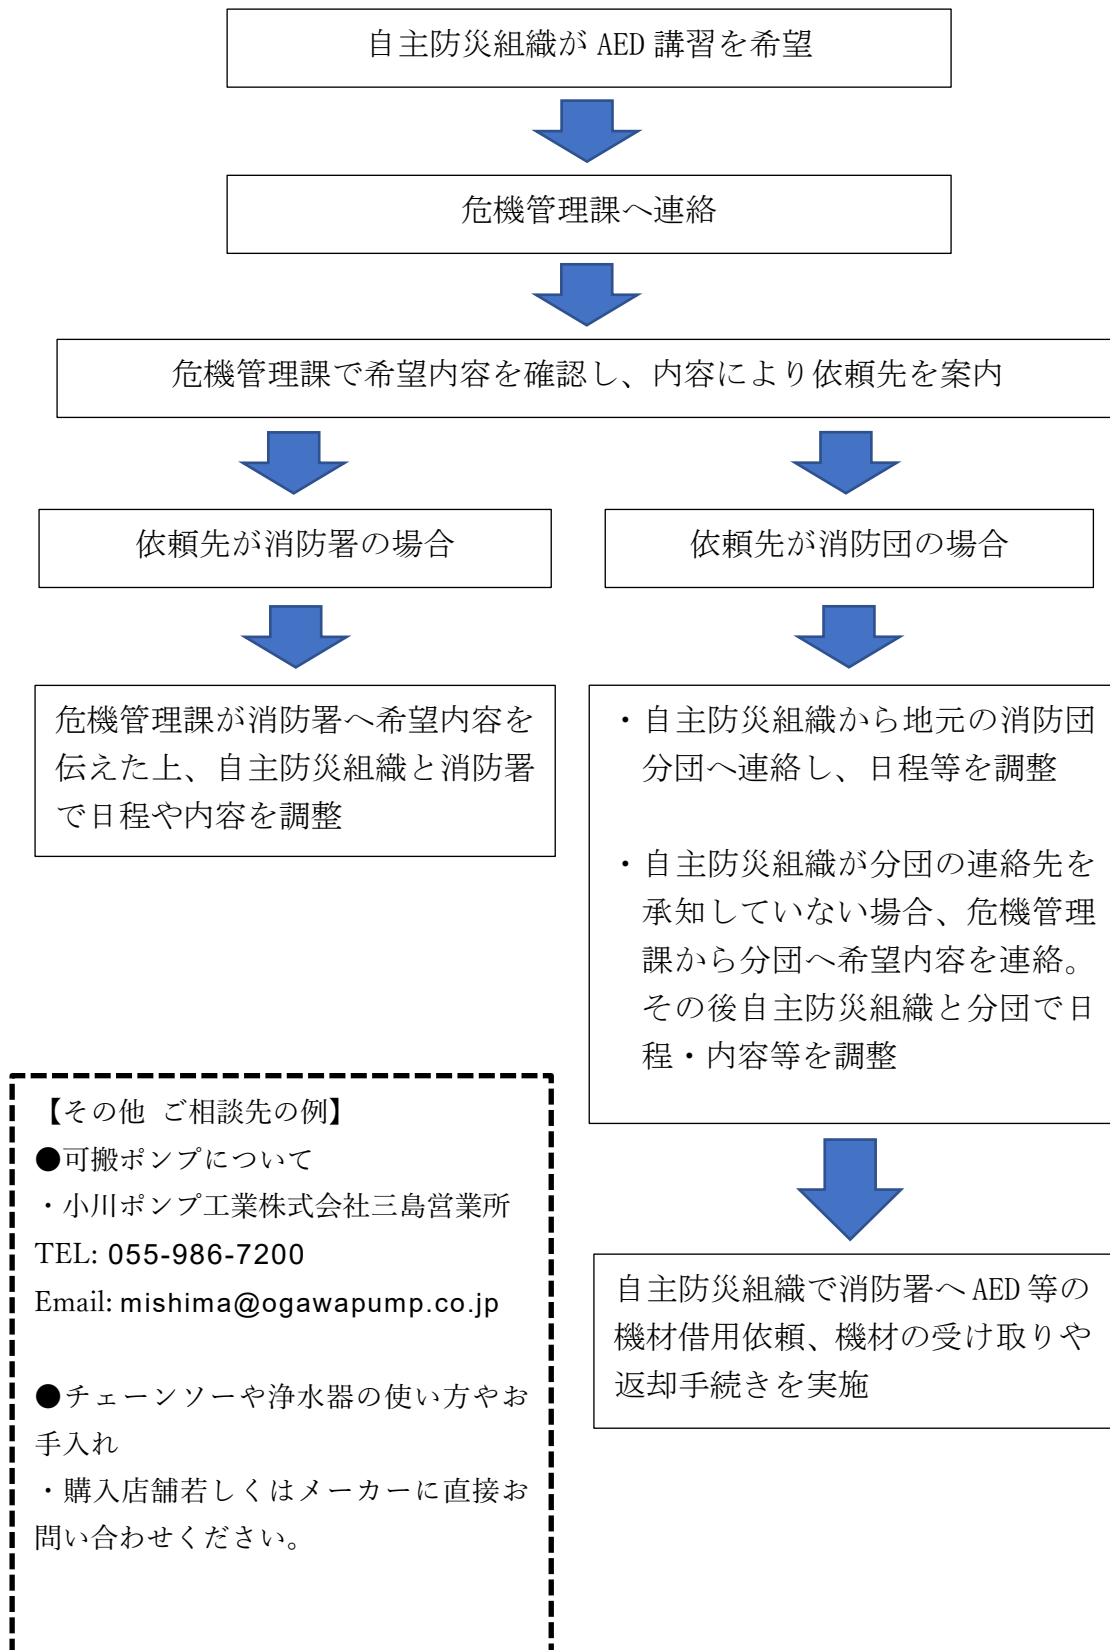 自主防災組織が AED 講習を希望
危機管理課へ連絡
危機管理課で希望内容を確認し、内容により依頼先を案内
依頼先が消防署の場合
依頼先が消防団の場合
危機管理課が消防署へ希望内容を
伝えた上、自主防災組織と消防署
で日程や内容を調整
・自主防災組織から地元の消防団
分団へ連絡し、日程等を調整
・自主防災組織が分団の連絡先を
承知していない場合、危機管理
課から分団へ希望内容を連絡。
その後自主防災組織と分団で日
程・内容等を調整
自主防災組織で消防署へ AED 等の
機材借用依頼、機材の受け取りや
返却手続きを実施
【その他 ご相談先の例】
●可搬ポンプについて
・小川ポンプ工業株式会社三島営業所
TEL: 055-986-7200
Email: mishima@ogawapump.co.jp
●チェーンソーや浄水器の使い方やお
手入れ
・購入店舗若しくはメーカーに直接お
問い合わせください。